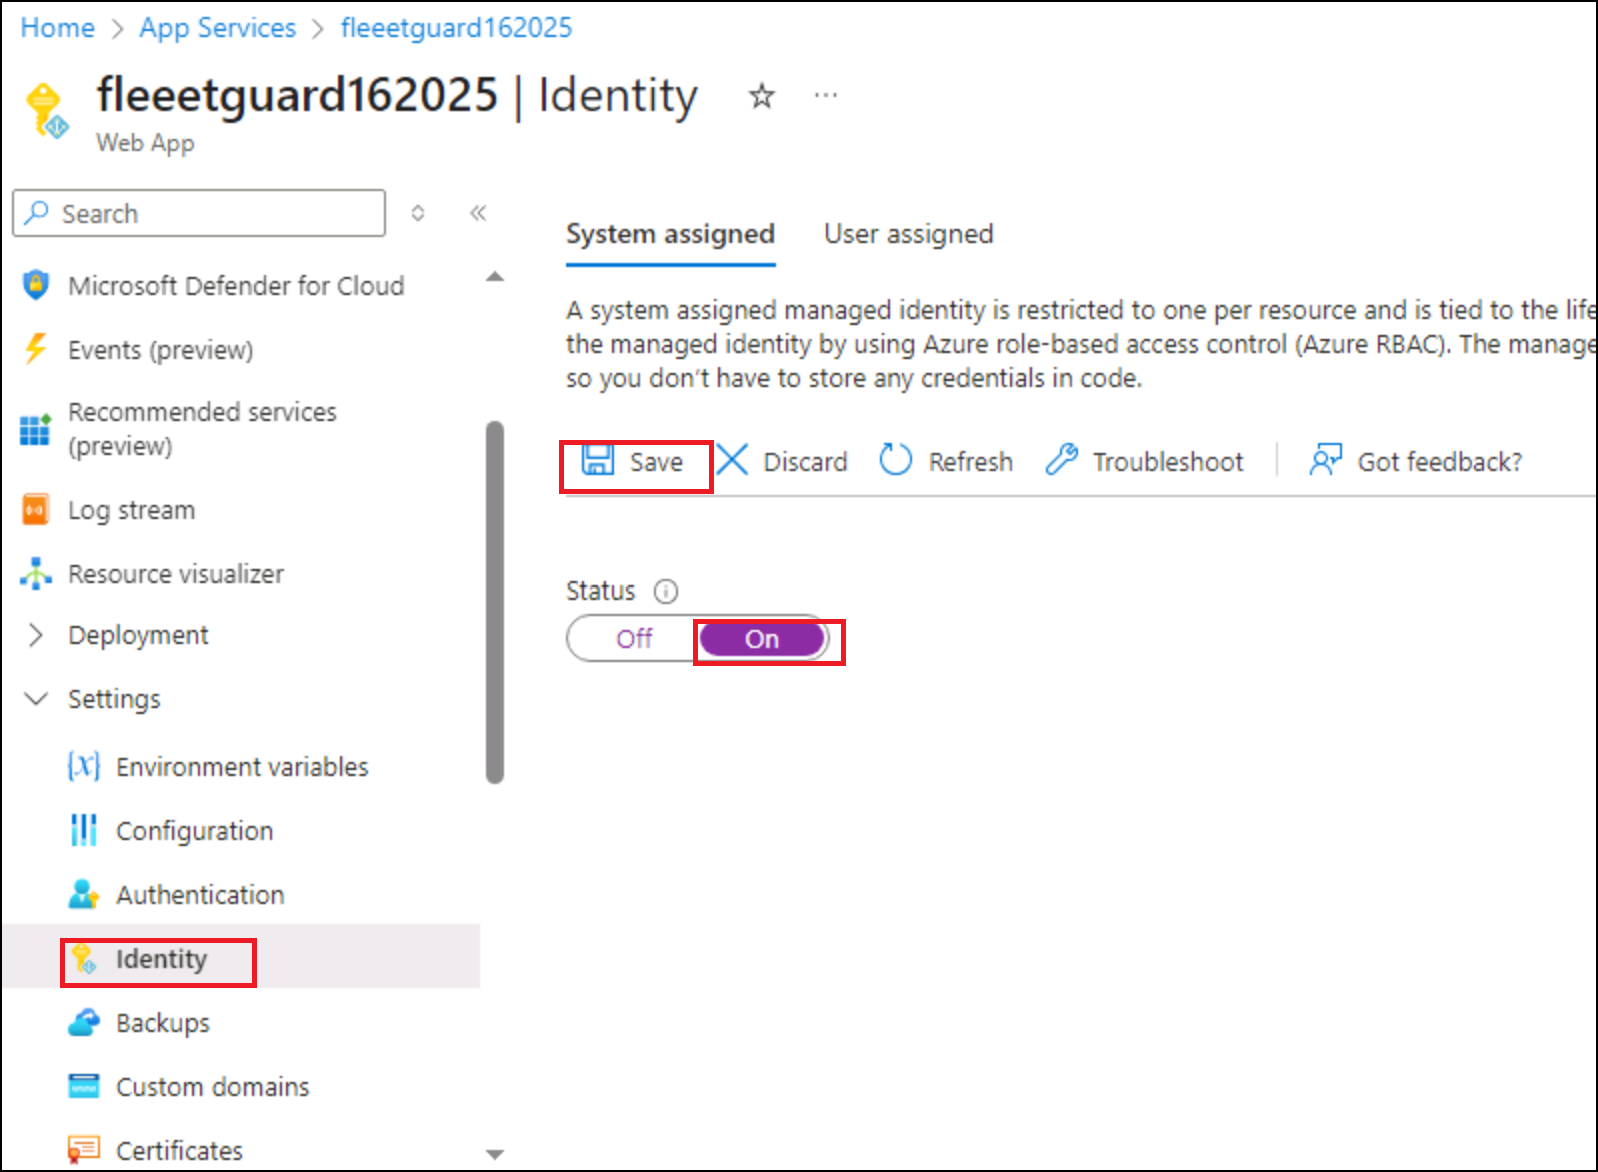 Home > App Services > fleeetguard162025
fleeetguard162025 | Identity
Web App
Search
Microsoft Defender for Cloud
Events (preview)
Recommended services
(preview)
Log stream
Resource visualizer
Deployment
Settings
Environment variables
Configuration
Authentication
Identity
Backups
Custom domains
Certificates
System assigned User assigned
A system assigned managed identity is restricted to one per resource and is tied to the life
the managed identity by using Azure role-based access control (Azure RBAC). The manage
so you don't have to store any credentials in code.
Save Discard Refresh Troubleshoot Got feedback?
Status
Off On